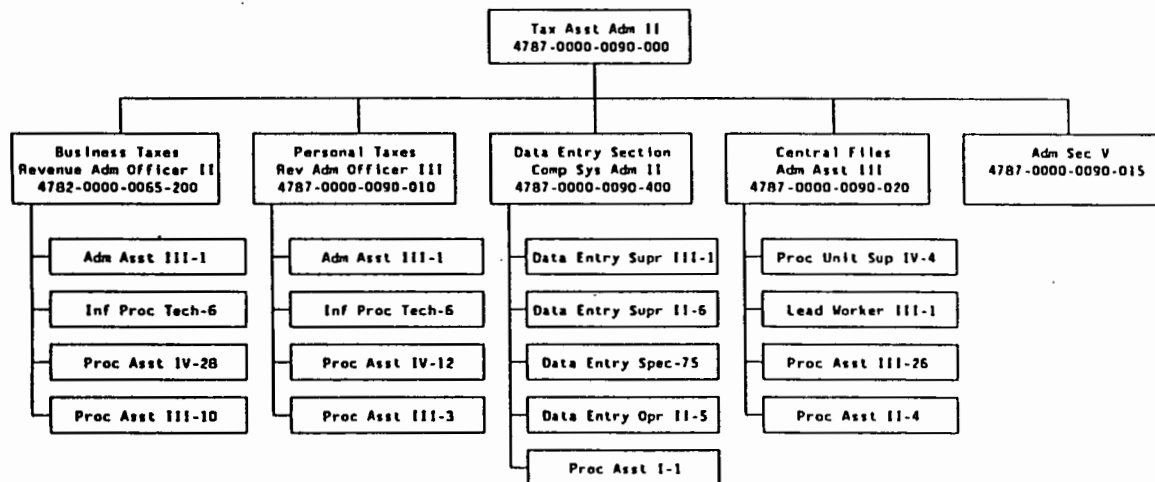 Tax Asst Adm II
4787-0000-0090-000
Business Taxes
Revenue Adm Officer II
4782-0000-0065-200
Personal Taxes
Rev Adm Officer III
4787-0000-0090-010
Data Entry Section
Comp Sys Adm II
4787-0000-0090-400
Central Files
Adm Asst III
4787-0000-0090-020
Adm Sec V
4787-0000-0090-015
Adm Asst III-1
Inf Proc Tech-6
Proc Asst IV-28
Proc Asst III-10
Adm Asst III-1
Inf Proc Tech-6
Proc Asst IV-12
Proc Asst III-3
Data Entry Supr III-1
Data Entry Supr II-6
Data Entry Spec-75
Data Entry Opr II-5
Proc Asst I-1
Proc Unit Sup IV-4
Lead Worker III-1
Proc Asst III-26
Proc Asst II-4